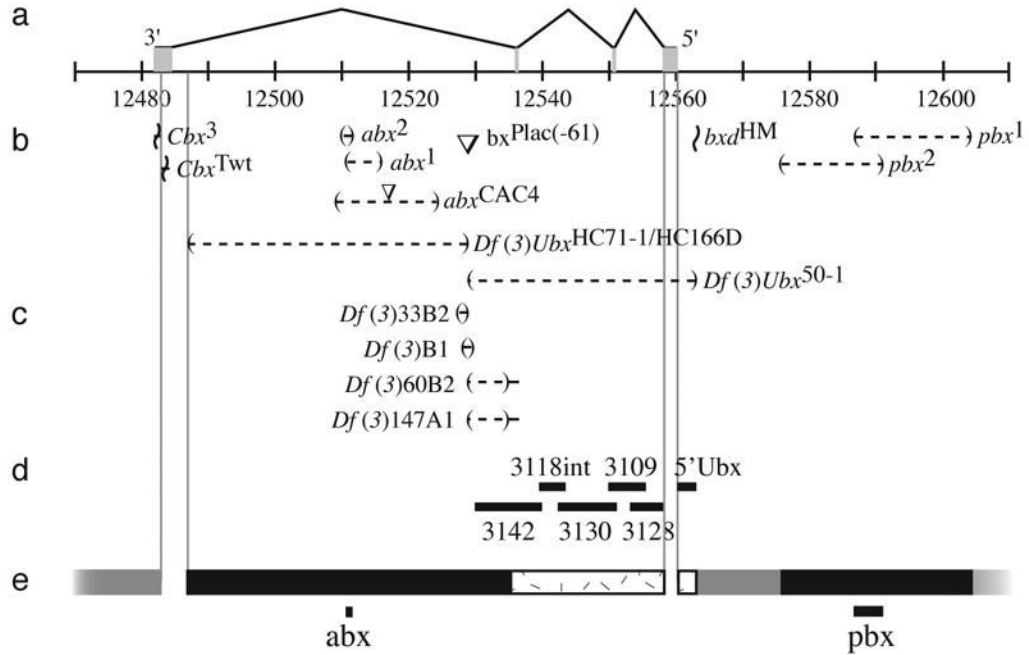 a
3' 5'
12480 12500 12520 12540 12560 12580 12600
b
Cbx3 abx2 bxPlac(-61) bxdHM pbx1
CbxTwt abx1 pbx2
abxCAC4
Df(3)UbxHC71-1/HC166D
Df(3)Ubx50-1
c
Df(3)33B2
Df(3)B1
Df(3)60B2
Df(3)147A1
d
3118int 3109 5'Ubx
3142 3130 3128
e
abx pbx